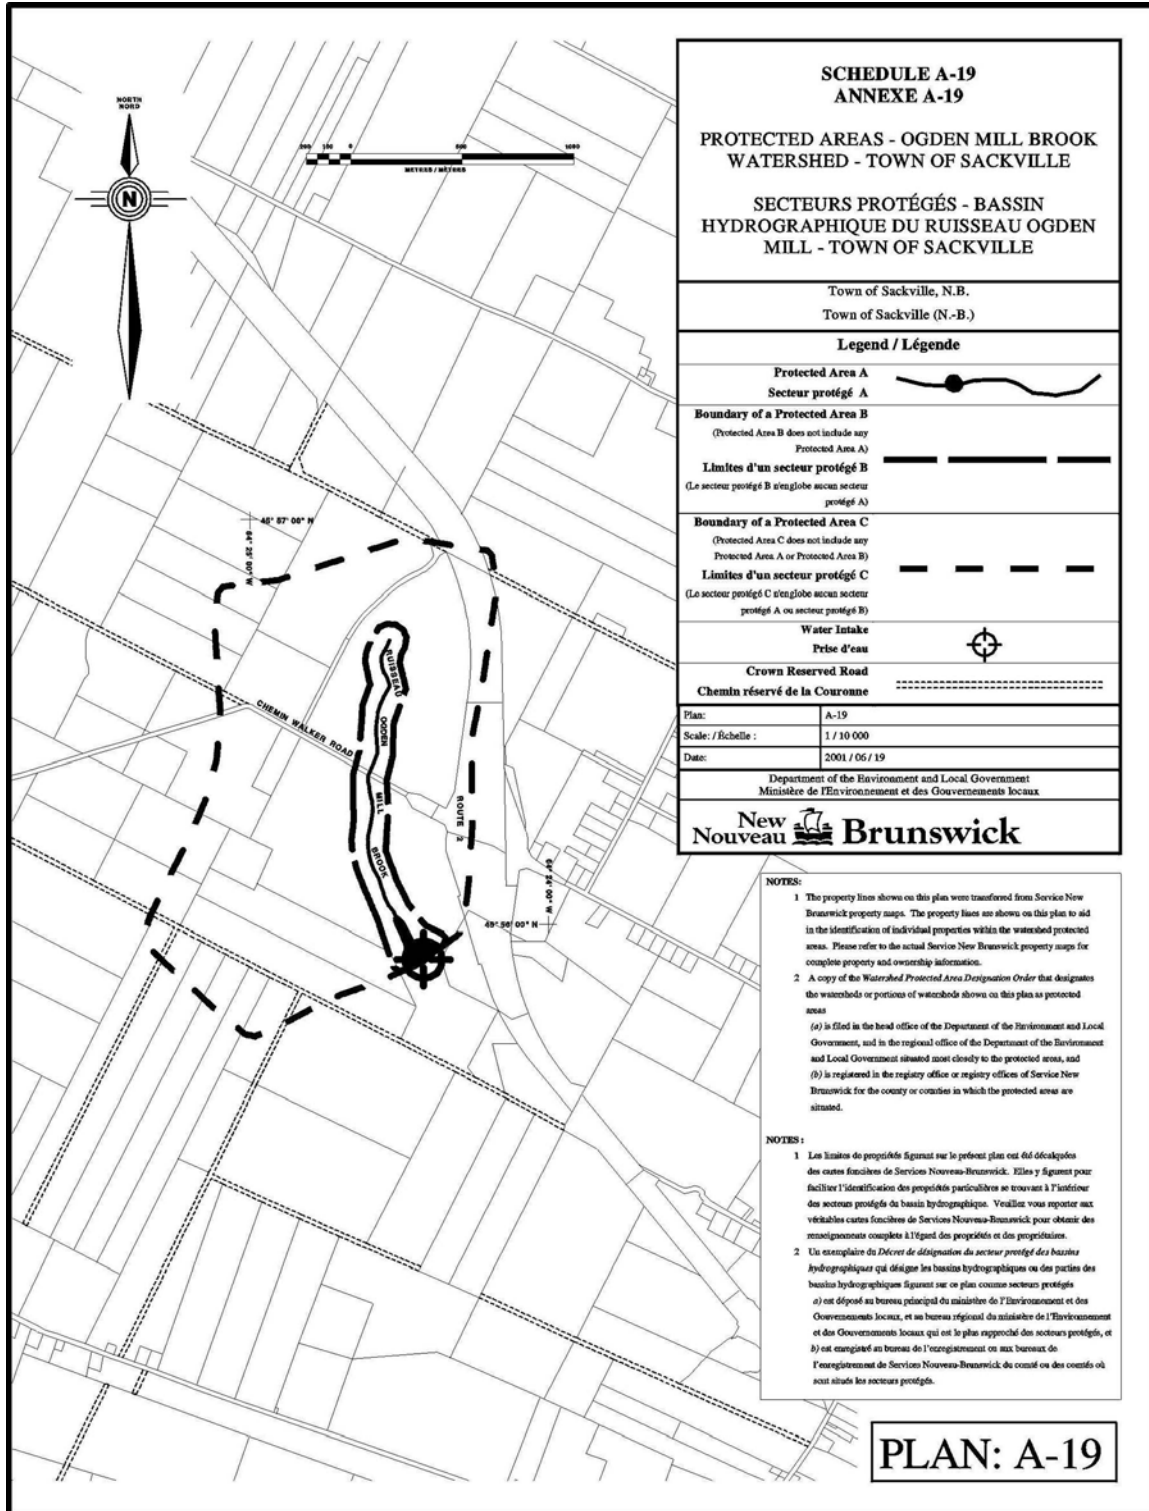 NORTH
NORD
N
250 100 0 500 1000
METRES / METRES
45° 57' 00" N
64° 25' 00" W
RUISSEAU
OGDEN
MILL
BROOK
CHEMIN WALKER ROAD
ROUTE 2
64° 24' 00" W
45° 56' 00" N
SCHEDULE A-19
ANNEXE A-19
PROTECTED AREAS - OGDEN MILL BROOK
WATERSHED - TOWN OF SACKVILLE
SECTEURS PROTÉGÉS - BASSIN
HYDROGRAPHIQUE DU RUISSEAU OGDEN
MILL - TOWN OF SACKVILLE
Town of Sackville, N.B.
Town of Sackville (N.-B.)
Legend / Légende
Protected Area A
Secteur protégé A
Boundary of a Protected Area B
(Protected Area B does not include any
Protected Area A)
Limites d'un secteur protégé B
(Le secteur protégé B n'englobe aucun secteur
protégé A)
Boundary of a Protected Area C
(Protected Area C does not include any
Protected Area A or Protected Area B)
Limites d'un secteur protégé C
(Le secteur protégé C n'englobe aucun secteur
protégé A ou secteur protégé B)
Water Intake
Prise d'eau
Crown Reserved Road
Chemin réservé de la Couronne
Plan: A-19
Scale: / Échelle : 1 / 10 000
Date: 2001 / 06 / 19
Department of the Environment and Local Government
Ministère de l'Environnement et des Gouvernements locaux
New
Nouveau Brunswick
NOTES:
1 The property lines shown on this plan were transferred from Service New
Brunswick property maps. The property lines are shown on this plan to aid
in the identification of individual properties within the watershed protected
areas. Please refer to the actual Service New Brunswick property maps for
complete property and ownership information.
2 A copy of the Watershed Protected Area Designation Order that designates
the watersheds or portions of watersheds shown on this plan as protected
areas
(a) is filed in the head office of the Department of the Environment and Local
Government, and in the regional office of the Department of the Environment
and Local Government situated most closely to the protected areas, and
(b) is registered in the registry office or registry offices of Service New
Brunswick for the county or counties in which the protected areas are
situated.
NOTES :
1 Les limites de propriétés figurant sur le présent plan ont été décalquées
des cartes foncières de Services Nouveau-Brunswick. Elles y figurent pour
faciliter l'identification des propriétés particulières se trouvant à l'intérieur
des secteurs protégés du bassin hydrographique. Veuillez vous reporter aux
véritables cartes foncières de Services Nouveau-Brunswick pour obtenir des
renseignements complets à l'égard des propriétés et des propriétaires.
2 Un exemplaire du Décret de désignation du secteur protégé des bassins
hydrographiques qui désigne les bassins hydrographiques ou des parties des
bassins hydrographiques figurant sur ce plan comme secteurs protégés
a) est déposé au bureau principal du ministère de l'Environnement et des
Gouvernements locaux, et au bureau régional du ministère de l'Environnement
et des Gouvernements locaux qui est le plus rapproché des secteurs protégés, et
b) est enregistré au bureau de l'enregistrement ou aux bureaux de
l'enregistrement de Services Nouveau-Brunswick du comté ou des comtés où
sont situés les secteurs protégés.
PLAN: A-19